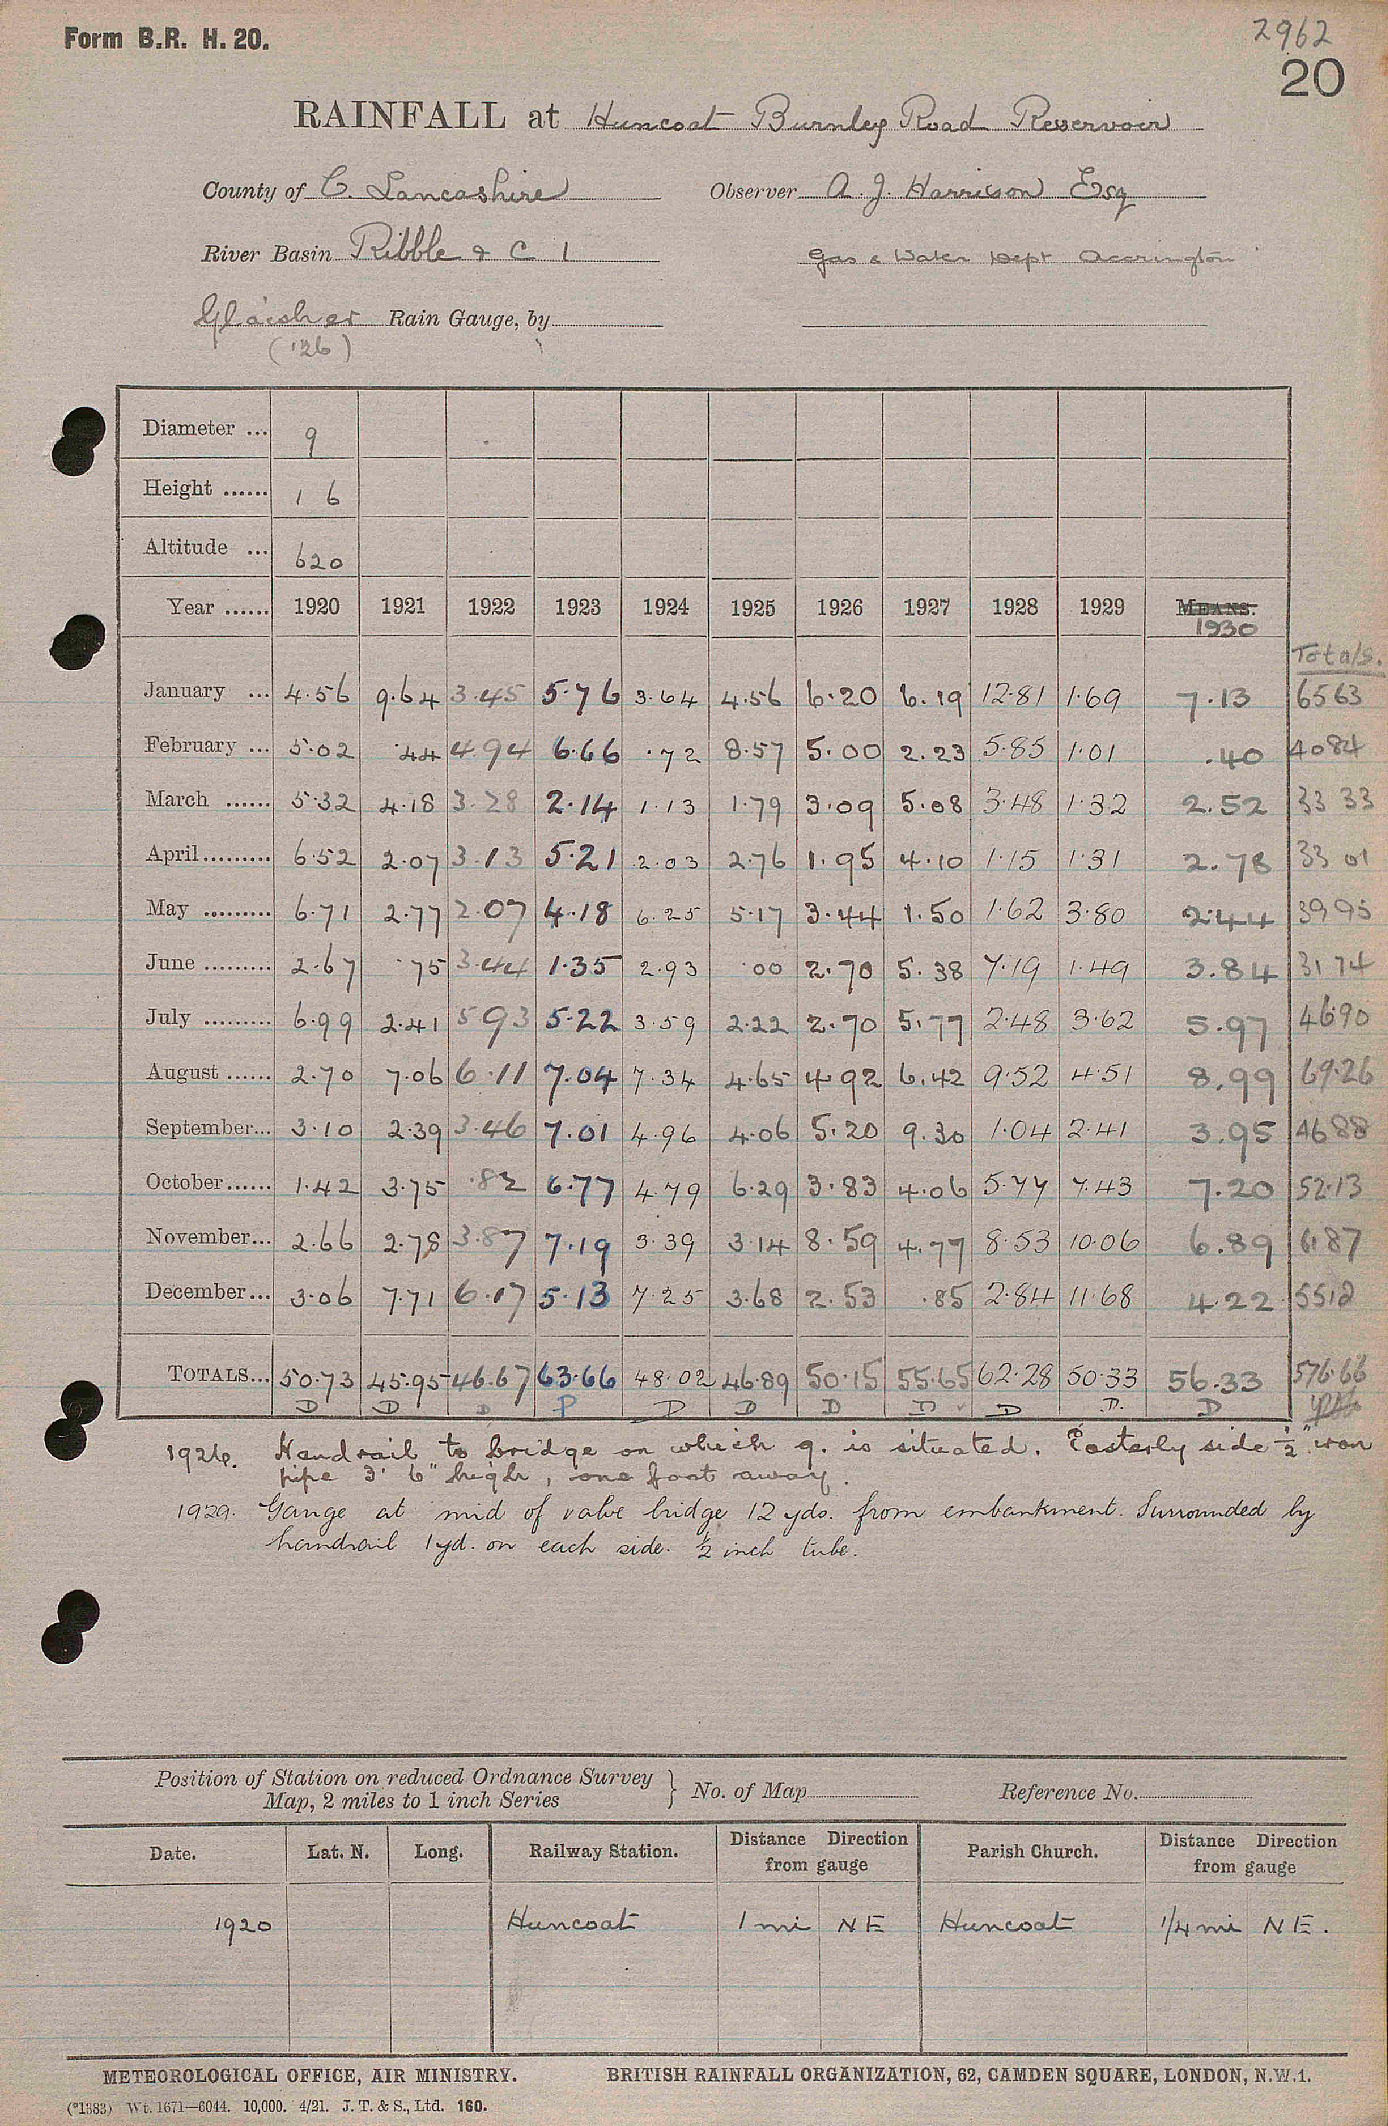 Form B.R. H. 20.
2962
20
RAINFALL at Huncoat Burnley Road Reservoir
County of C. Lancashire Observer A. J. Harrison Esq
River Basin Ribble & C 1 Gas & Water Dept Accrington
Glaisher Rain Gauge, by
('26)
Diameter ... 9
Height ...... 1 6
Altitude ... 620
Year ...... 1920 1921 1922 1923 1924 1925 1926 1927 1928 1929 MEANS.
1930
Totals.
January ... 4.56 9.64 3.45 5.76 3.64 4.56 6.20 6.19 12.81 1.69 7.13 6563
February ... 5.02 .44 4.94 6.66 .72 8.57 5.00 2.23 5.85 1.01 .40 4084
March ...... 5.32 4.18 3.28 2.14 1.13 1.79 3.09 5.08 3.48 1.32 2.52 33 33
April ......... 6.52 2.07 3.13 5.21 2.03 2.76 1.95 4.10 1.15 1.31 2.78 33 01
May ......... 6.71 2.77 2.07 4.18 6.25 5.17 3.44 1.50 1.62 3.80 2.44 3995
June ......... 2.67 .75 3.44 1.35 2.93 .00 2.70 5.38 7.19 1.49 3.84 3174
July ......... 6.99 2.41 5 93 5.22 3.59 2.22 2.70 5.77 2.48 3.62 5.97 46.90
August ...... 2.70 7.06 6.11 7.04 7.34 4.65 4.92 6.42 9.52 4.51 8.99 69.26
September... 3.10 2.39 3.46 7.01 4.96 4.06 5.20 9.30 1.04 2.41 3.95 4688
October...... 1.42 3.75 .82 6.77 4.79 6.29 3.83 4.06 5.77 7.43 7.20 52.13
November... 2.66 2.78 3.87 7.19 3.39 3.14 8.59 4.77 8.53 10.06 6.89 6187
December... 3.06 7.71 6.17 5.13 7.25 3.68 2.53 .85 2.84 11.68 4.22 5512
TOTALS... 50.73 45.95 46.67 63.66 48.02 46.89 50.15 55.65 62.28 50.33 56.33 576.66
D D D P D D D D D D. D
1924. Handrail to bridge on which g. is situated. Easterly side ½" iron
pipe 3' 6" high, one foot away.
1929. Gauge at mid of valve bridge 12 yds. from embankment. Surrounded by
handrail 1 yd. on each side. ½ inch tube.
Position of Station on reduced Ordnance Survey
Map, 2 miles to 1 inch Series } No. of Map Reference No.
Date. Lat. N. Long. Railway Station. Distance Direction
from gauge Parish Church. Distance Direction
from gauge
1920 Huncoat 1 mi NE Huncoat 1/4 mi NE.
METEOROLOGICAL OFFICE, AIR MINISTRY. BRITISH RAINFALL ORGANIZATION, 62, CAMDEN SQUARE, LONDON, N.W.1.
(*1383) Wt. 1671—6044. 10,000. 4/21. J. T. & S., Ltd. 160.